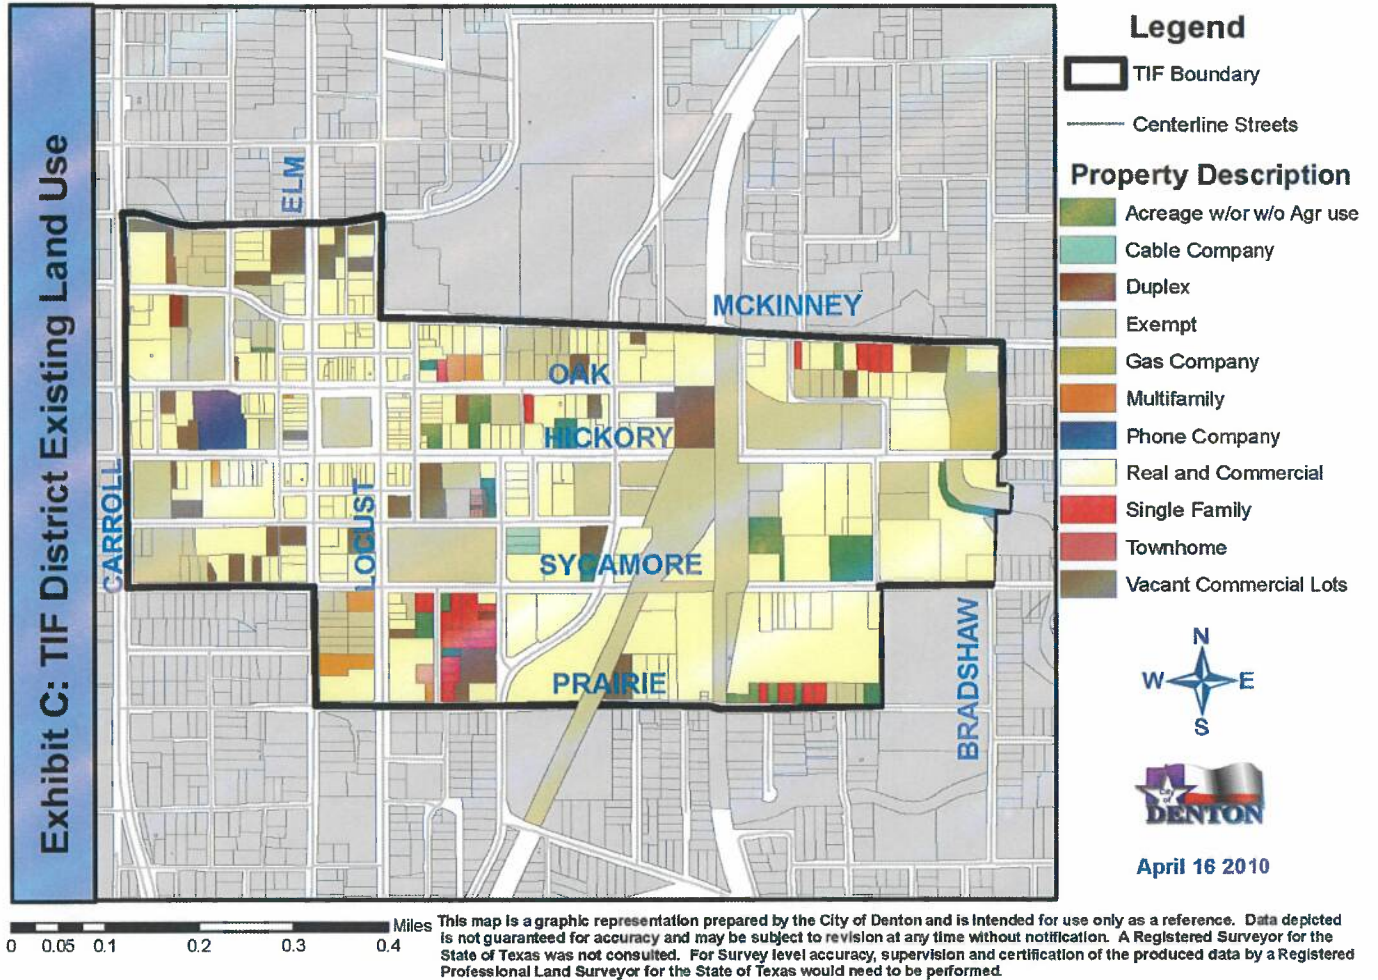 Exhibit C: TIF District Existing Land Use
ELM
MCKINNEY
OAK
HICKORY
CARROLL
LOCUST
SYCAMORE
PRAIRIE
BRADSHAW
Legend
TIF Boundary
Centerline Streets
Property Description
Acreage w/or w/o Agr use
Cable Company
Duplex
Exempt
Gas Company
Multifamily
Phone Company
Real and Commercial
Single Family
Townhome
Vacant Commercial Lots
N
W E
S
City
of
DENTON
April 16 2010
Miles
0 0.05 0.1 0.2 0.3 0.4
This map is a graphic representation prepared by the City of Denton and is intended for use only as a reference. Data depicted
is not guaranteed for accuracy and may be subject to revision at any time without notification. A Registered Surveyor for the
State of Texas was not consulted. For Survey level accuracy, supervision and certification of the produced data by a Registered
Professional Land Surveyor for the State of Texas would need to be performed.